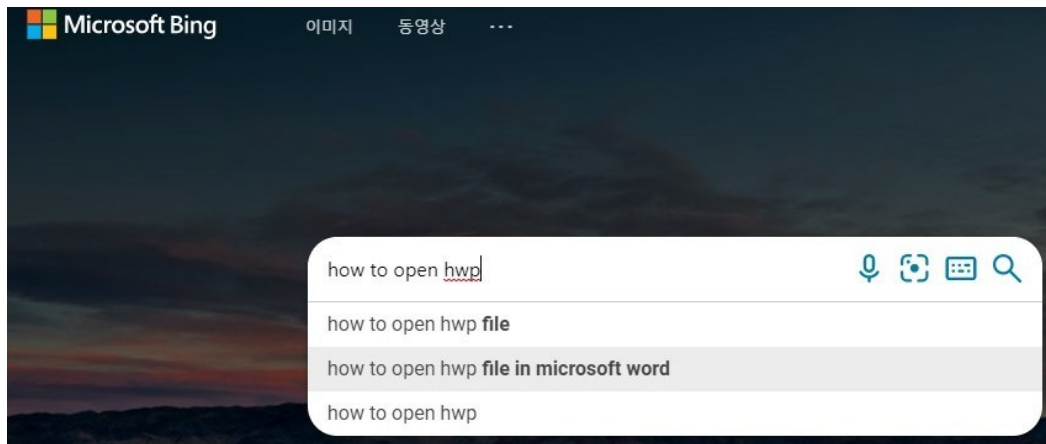 Microsoft Bing 이미지 동영상 ...
how to open hwp
how to open hwp file
how to open hwp file in microsoft word
how to open hwp